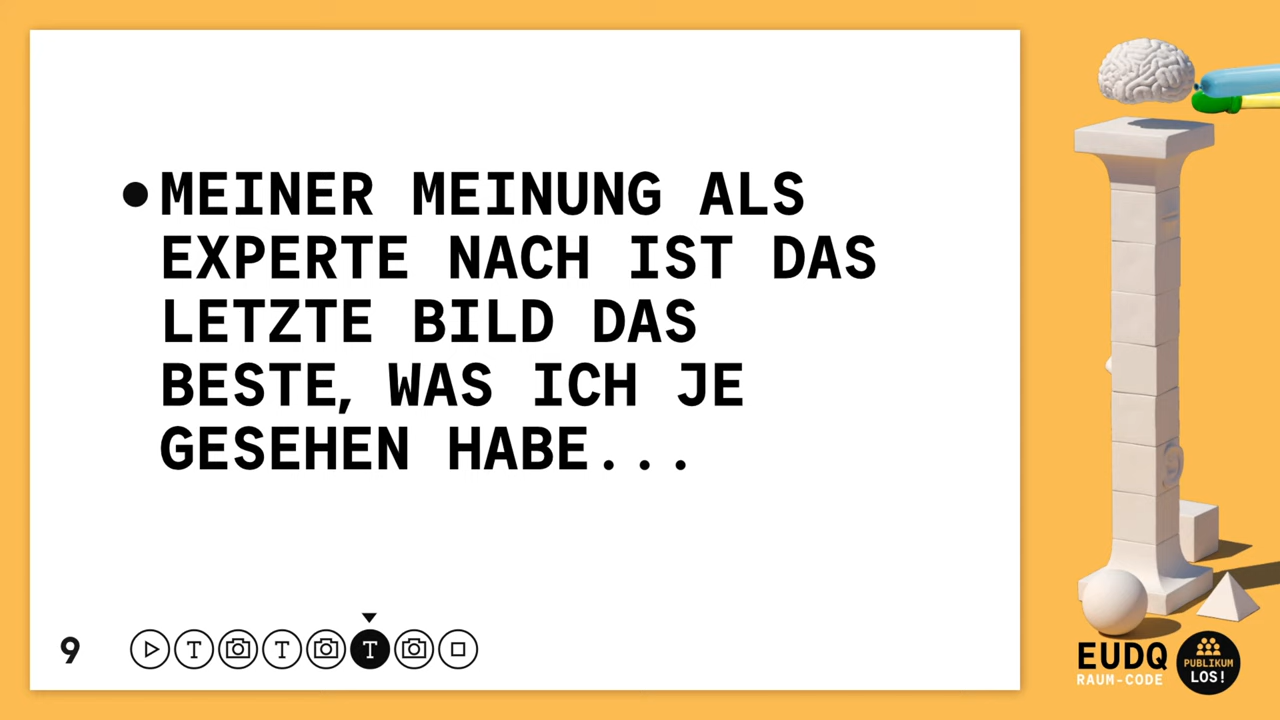 •MEINER MEINUNG ALS
EXPERTE NACH IST DAS
LETZTE BILD DAS
BESTE, WAS ICH JE
GESEHEN HABE...
9
T T T
EUDQ
RAUM-CODE
PUBLIKUM
LOS!